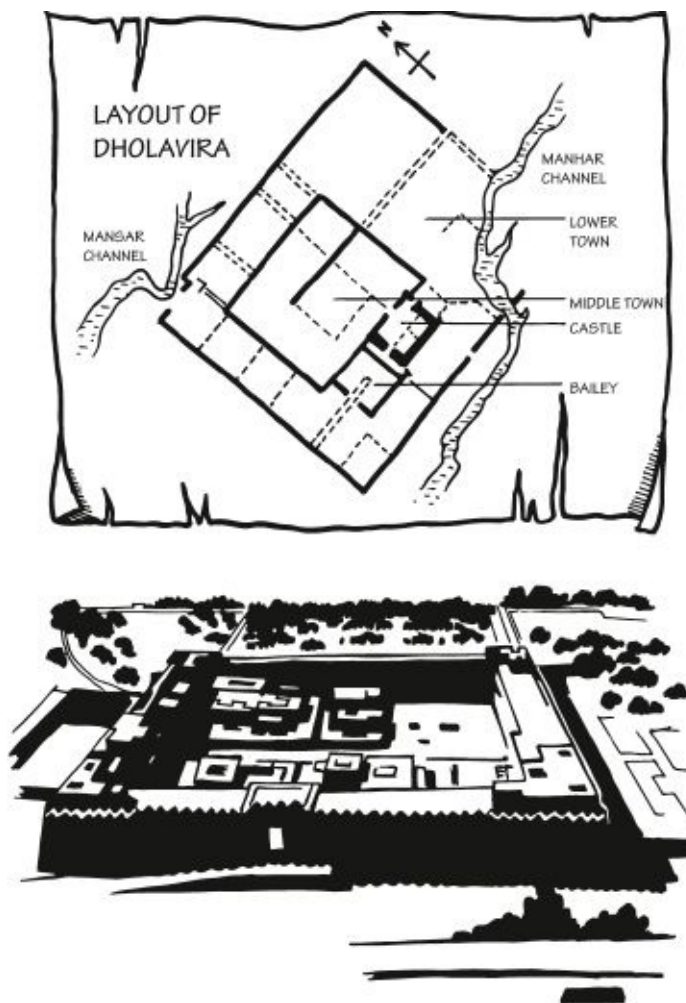 N
LAYOUT OF
DHOLAVIRA
MANHAR
CHANNEL
LOWER
TOWN
MANSAR
CHANNEL
MIDDLE TOWN
CASTLE
BAILEY